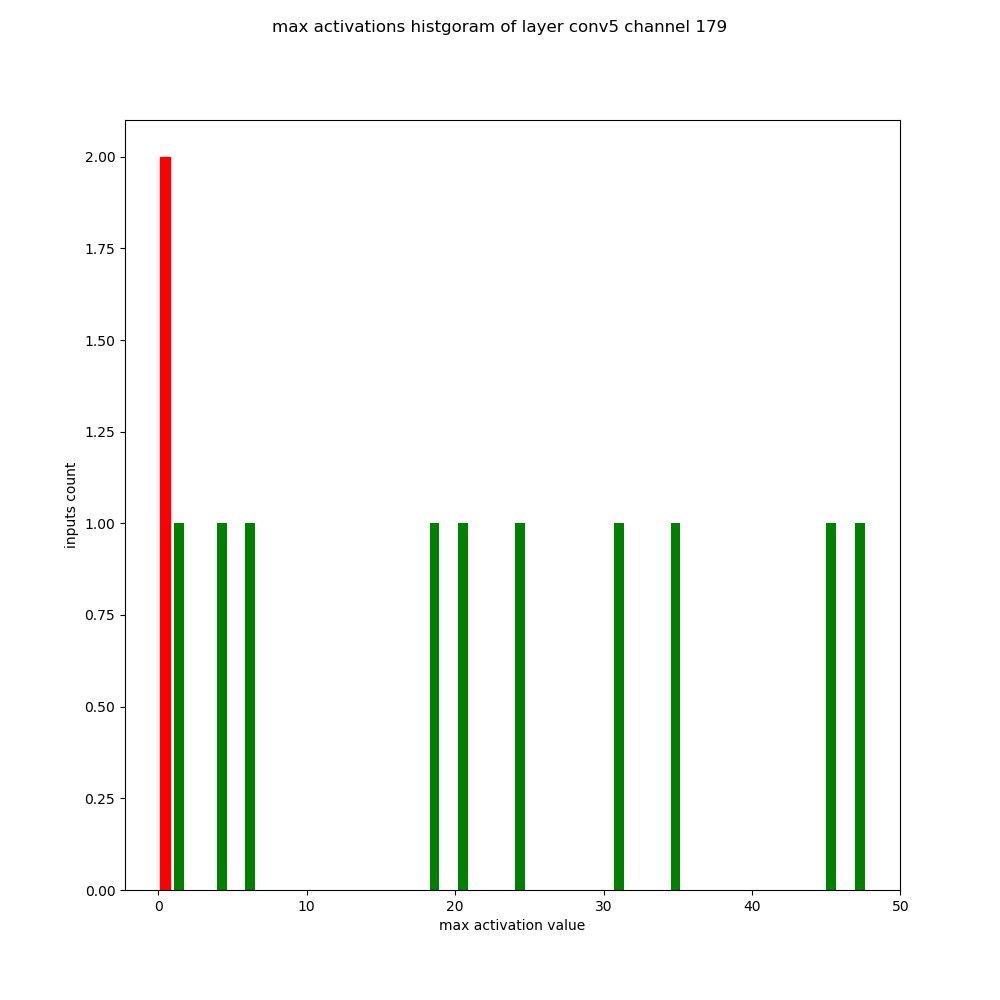 max activations histgoram of layer conv5 channel 179
2.00
1.75
1.50
1.25
1.00
0.75
0.50
0.25
0.00
inputs count
0 10 20 30 40 50
max activation value